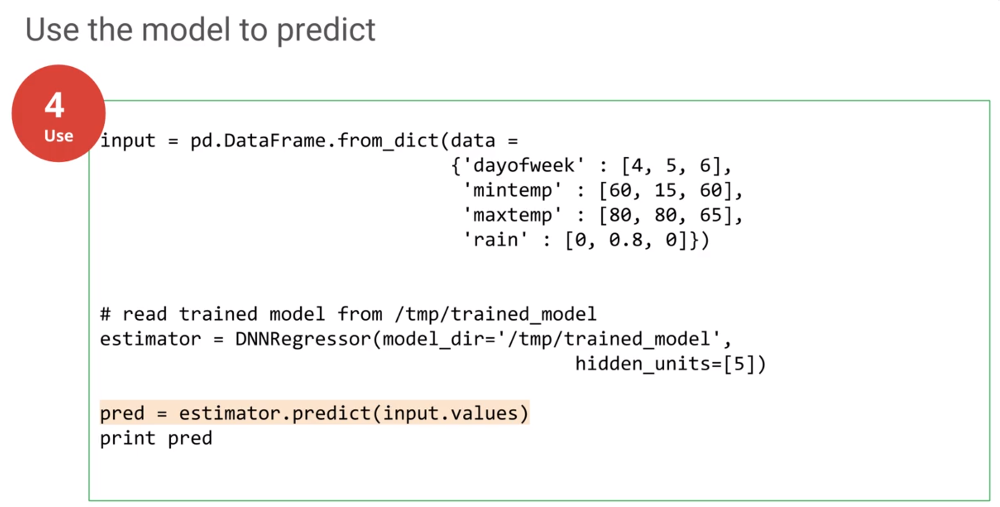 Use the model to predict
4
Use
input = pd.DataFrame.from_dict(data =
{'dayofweek' : [4, 5, 6],
'mintemp' : [60, 15, 60],
'maxtemp' : [80, 80, 65],
'rain' : [0, 0.8, 0]})
# read trained model from /tmp/trained_model
estimator = DNNRegressor(model_dir='/tmp/trained_model',
hidden_units=[5])
pred = estimator.predict(input.values)
print pred